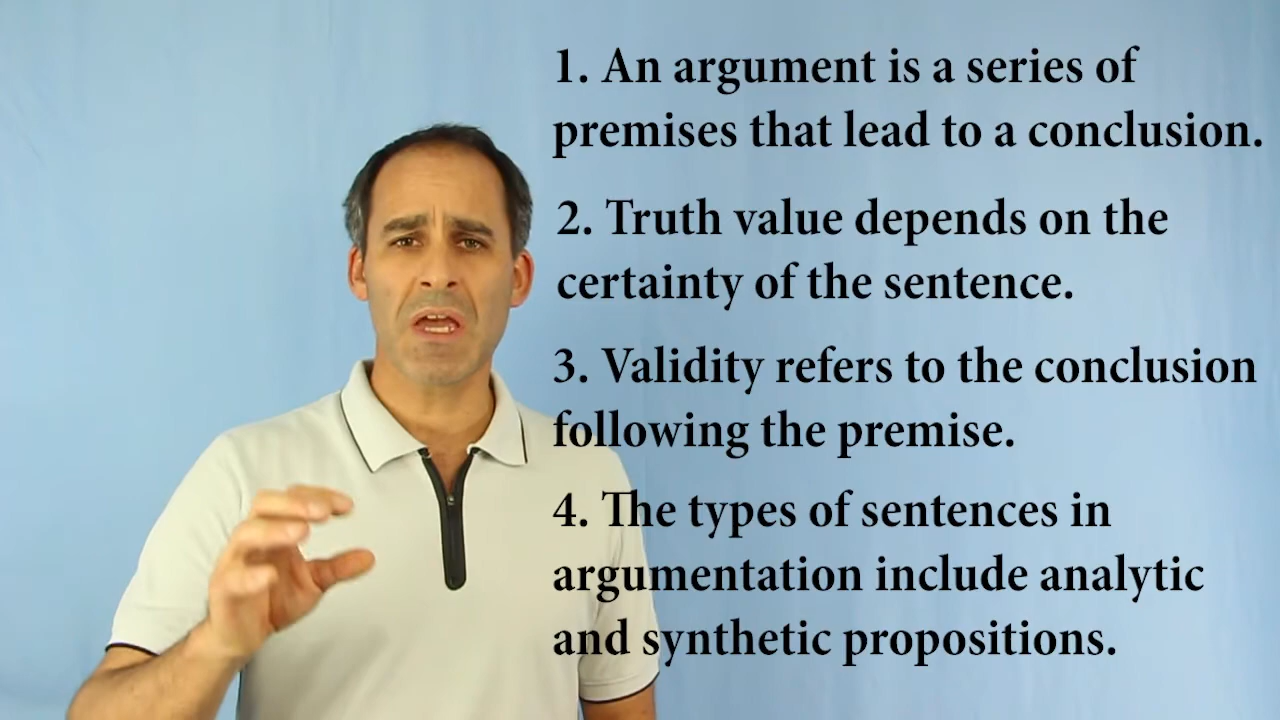 1. An argument is a series of
premises that lead to a conclusion.
2. Truth value depends on the
certainty of the sentence.
3. Validity refers to the conclusion
following the premise.
4. The types of sentences in
argumentation include analytic
and synthetic propositions.